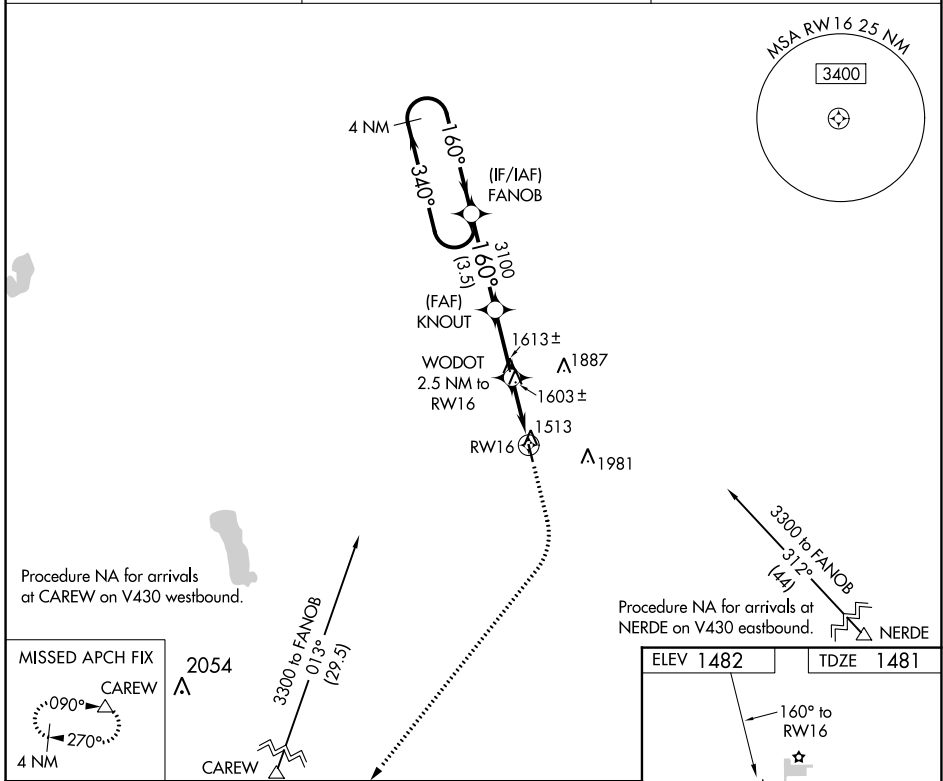 MSA RW16 25 NM
3400
4 NM
160°
340°
(IF/IAF)
FANOB
3100
160°
(3.5)
(FAF)
KNOUT
1613±
WODOT
2.5 NM to
RW16
1887
1603±
1513
RW16
1981
3300 to FANOB
312°
(44)
NERDE
Procedure NA for arrivals
at CAREW on V430 westbound.
Procedure NA for arrivals at
NERDE on V430 eastbound.
3300 to FANOB
013°
(29.5)
CAREW
MISSED APCH FIX
CAREW
090°
270°
4 NM
2054
ELEV 1482
TDZE 1481
160° to
RW16